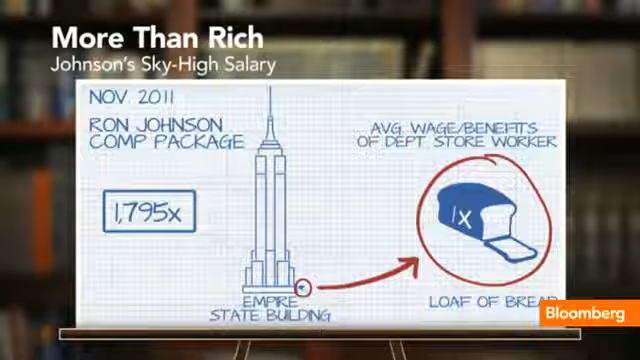 More Than Rich
Johnson's Sky-High Salary
NOV. 2011
RON JOHNSON
COMP PACKAGE
AVG. WAGE/BENEFITS
OF DEPT STORE WORKER
1,795x
1x
EMPIRE
STATE BUILDING
LOAF OF BREAD
Bloomberg